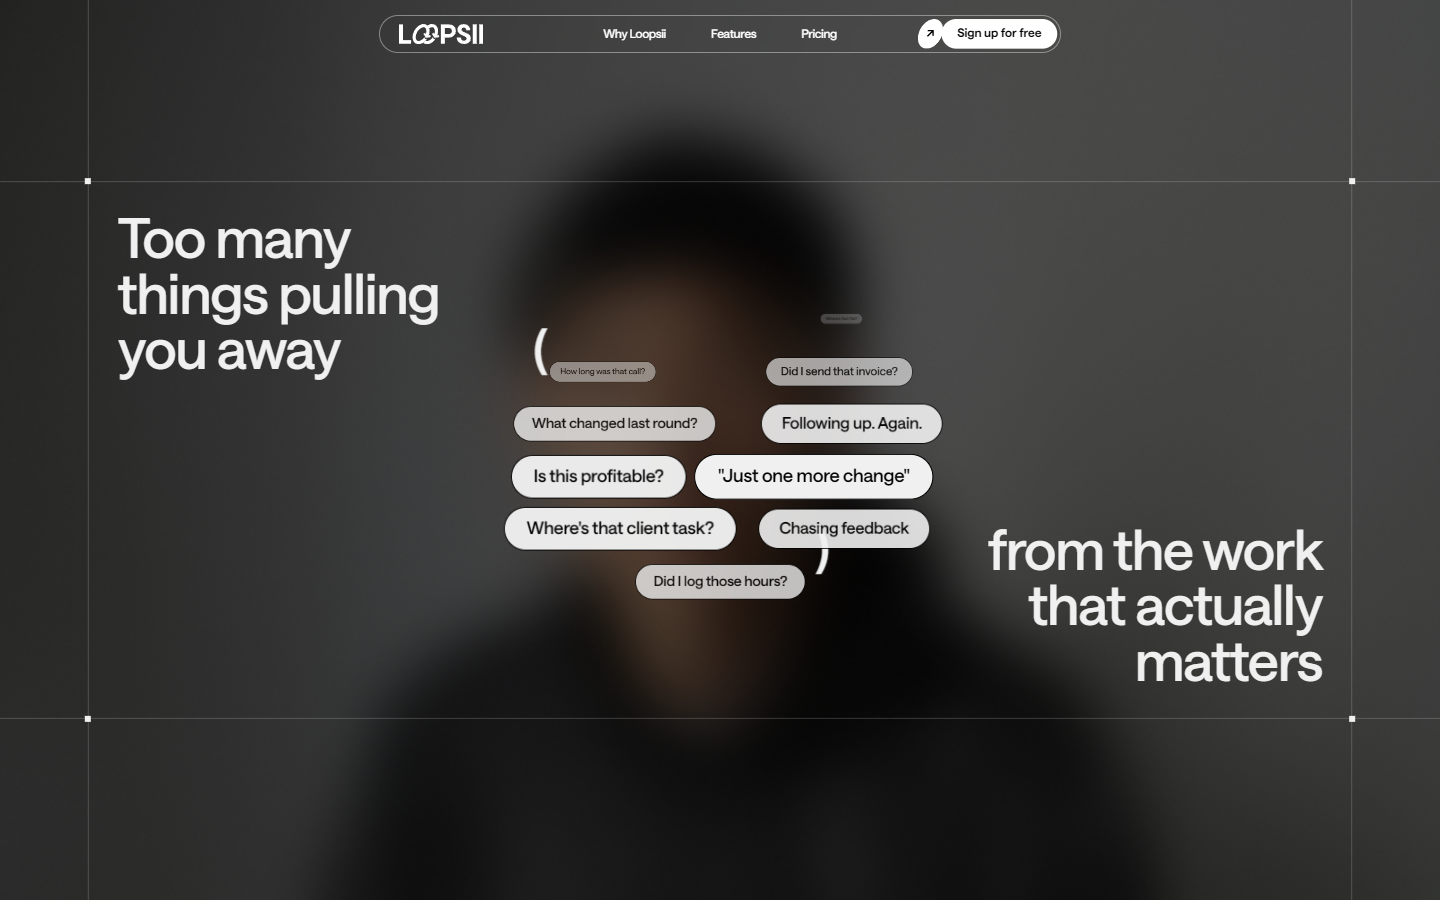 LOOPSII
Why Loopsii
Features
Pricing
Sign up for free
Too many
things pulling
you away
(
How long was that call?
Did I send that invoice?
What changed last round?
Following up. Again.
Is this profitable?
"Just one more change"
Where's that client task?
Chasing feedback
)
Did I log those hours?
from the work
that actually
matters